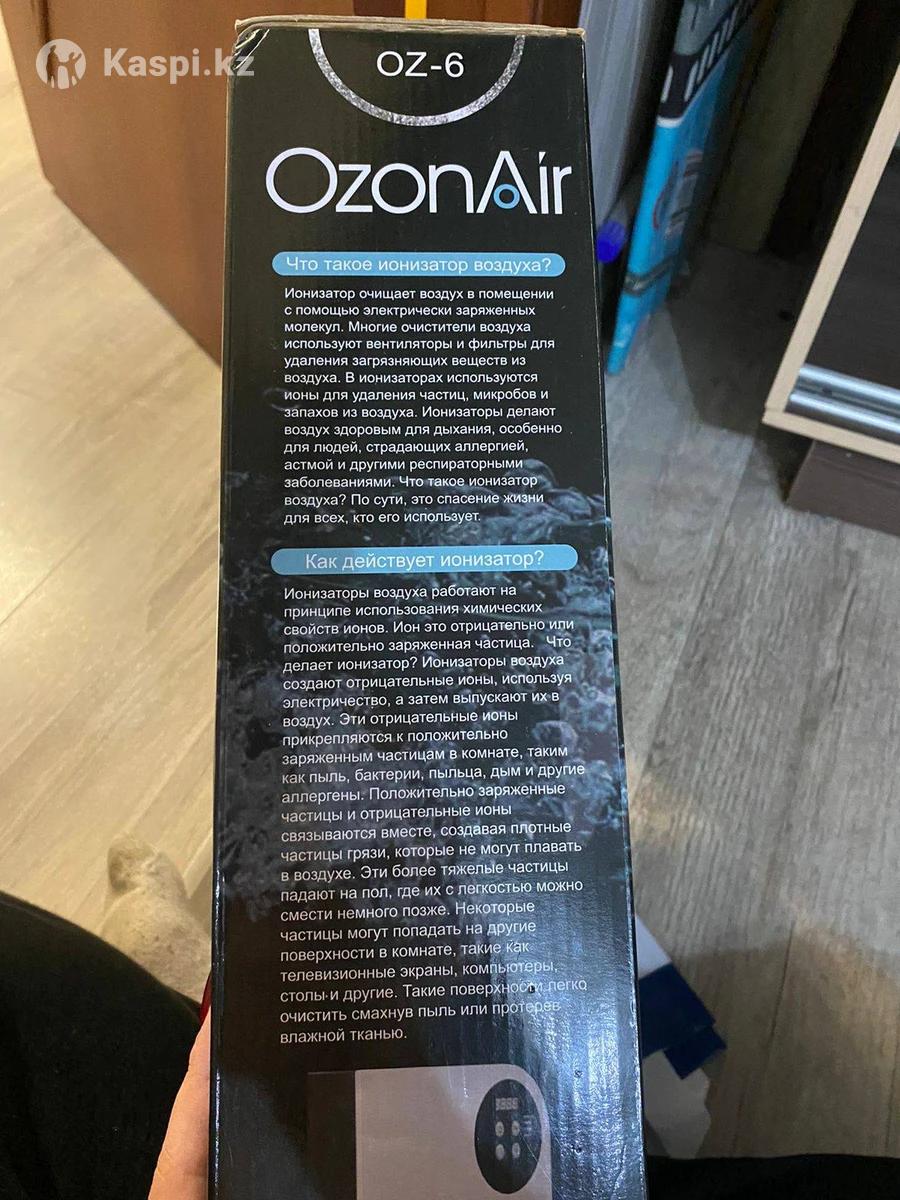 Kaspi.kz
OZ-6
OzonAir
Что такое ионизатор воздуха?
Ионизатор очищает воздух в помещении
с помощью электрически заряженных
молекул. Многие очистители воздуха
используют вентиляторы и фильтры для
удаления загрязняющих веществ из
воздуха. В ионизаторах используются
ионы для удаления частиц, микробов и
запахов из воздуха. Ионизаторы делают
воздух здоровым для дыхания, особенно
для людей, страдающих аллергией,
астмой и другими респираторными
заболеваниями. Что такое ионизатор
воздуха? По сути, это спасение жизни
для всех, кто его использует.
Как действует ионизатор?
Ионизаторы воздуха работают на
принципе использования химических
свойств ионов. Ион это отрицательно или
положительно заряженная частица. Что
делает ионизатор? Ионизаторы воздуха
создают отрицательные ионы, используя
электричество, а затем выпускают их в
воздух. Эти отрицательные ионы
прикрепляются к положительно
заряженным частицам в комнате, таким
как пыль, бактерии, пыльца, дым и другие
аллергены. Положительно заряженные
частицы и отрицательные ионы
связываются вместе, создавая плотные
частицы грязи, которые не могут плавать
в воздухе. Эти более тяжелые частицы
падают на пол, где их с легкостью можно
смести немного позже. Некоторые
частицы могут попадать на другие
поверхности в комнате, такие как
телевизионные экраны, компьютеры,
столы и другие. Такие поверхности легко
очистить смахнув пыль или протерев
влажной тканью.